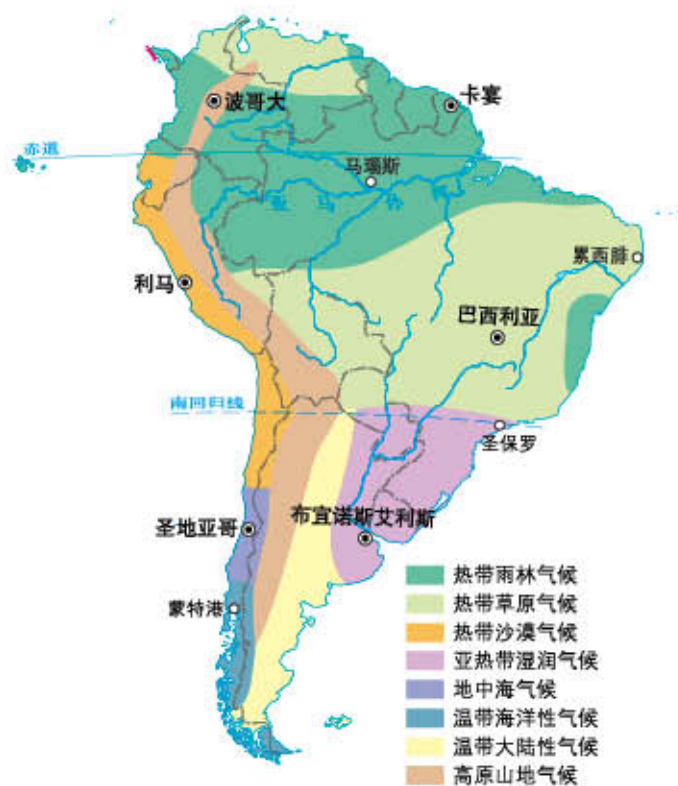 波哥大
卡宴
赤道
马瑙斯
亚马孙河
累西腓
利马
巴西利亚
南回归线
圣保罗
圣地亚哥
布宜诺斯艾利斯
蒙特港
热带雨林气候
热带草原气候
热带沙漠气候
亚热带湿润气候
地中海气候
温带海洋性气候
温带大陆性气候
高原山地气候